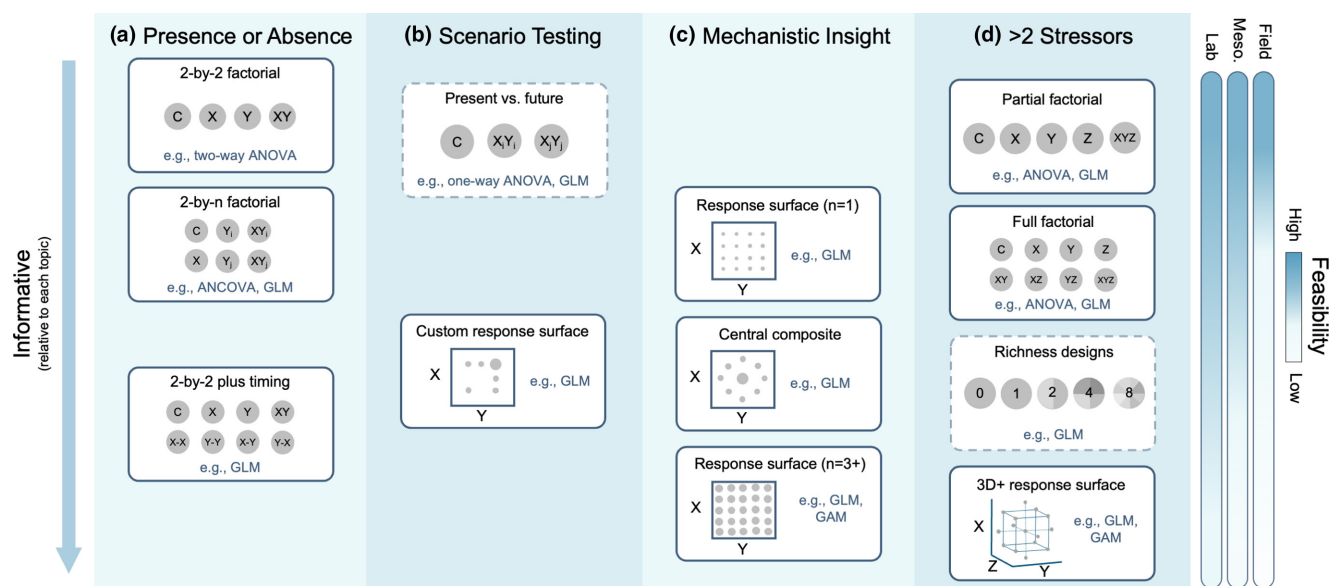 Informative
(relative to each topic)
(a) Presence or Absence
2-by-2 factorial
C X Y XY
e.g., two-way ANOVA
2-by-n factorial
C Yi XYi
X Yj XYj
e.g., ANCOVA, GLM
2-by-2 plus timing
C X Y XY
X-X Y-Y X-Y Y-X
e.g., GLM
(b) Scenario Testing
Present vs. future
C XiYi XjYj
e.g., one-way ANOVA, GLM
Custom response surface
X
e.g., GLM
Y
(c) Mechanistic Insight
Response surface (n=1)
X
e.g., GLM
Y
Central composite
X
e.g., GLM
Y
Response surface (n=3+)
X
e.g., GLM,
GAM
Y
(d) >2 Stressors
Partial factorial
C X Y Z XYZ
e.g., ANOVA, GLM
Full factorial
C X Y Z
XY XZ YZ XYZ
e.g., ANOVA, GLM
Richness designs
0 1 2 4 8
e.g., GLM
3D+ response surface
X
e.g., GLM,
GAM
Z Y
Lab
Meso.
Field
High
Low
Feasibility